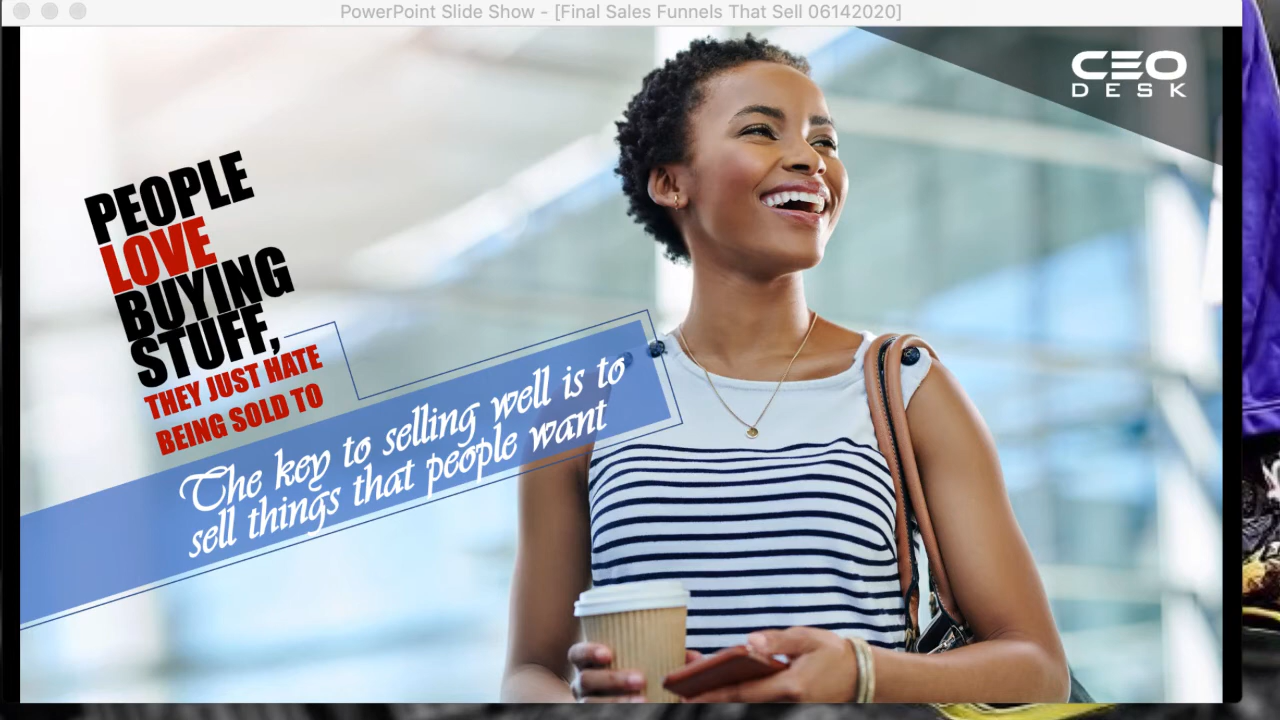 PowerPoint Slide Show - [Final Sales Funnels That Sell 06142020]
CEO
DESK
PEOPLE
LOVE
BUYING
STUFF,
THEY JUST HATE
BEING SOLD TO
The key to selling well is to
sell things that people want